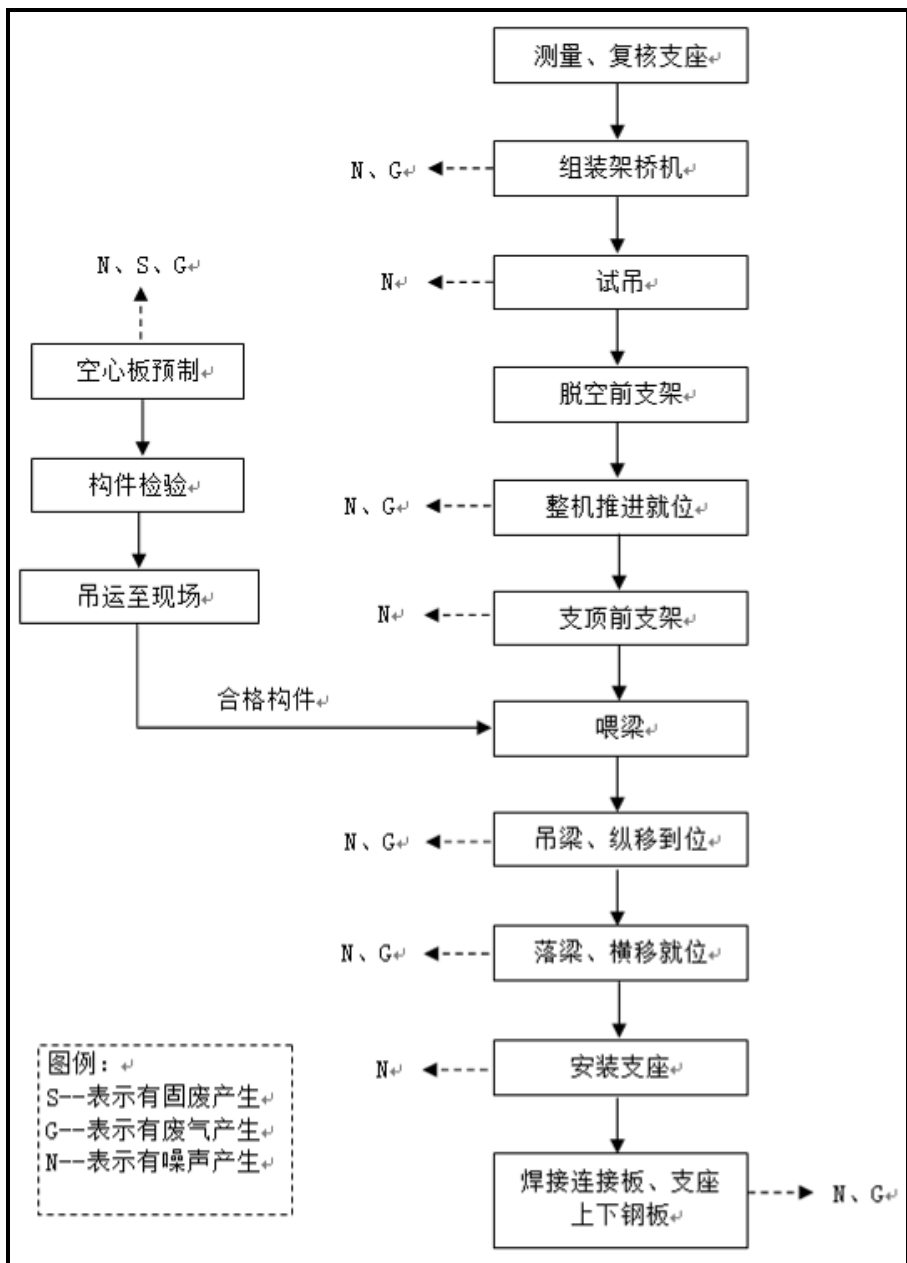 测量、复核支座
N、G
组装架桥机
N、S、G
N
试吊
空心板预制
脱空前支架
构件检验
N、G
整机推进就位
吊运至现场
N
支顶前支架
合格构件
喂梁
N、G
吊梁、纵移到位
N、G
落梁、横移就位
图例：
S--表示有固废产生
G--表示有废气产生
N--表示有噪声产生
N
安装支座
焊接连接板、支座
上下钢板
N、G